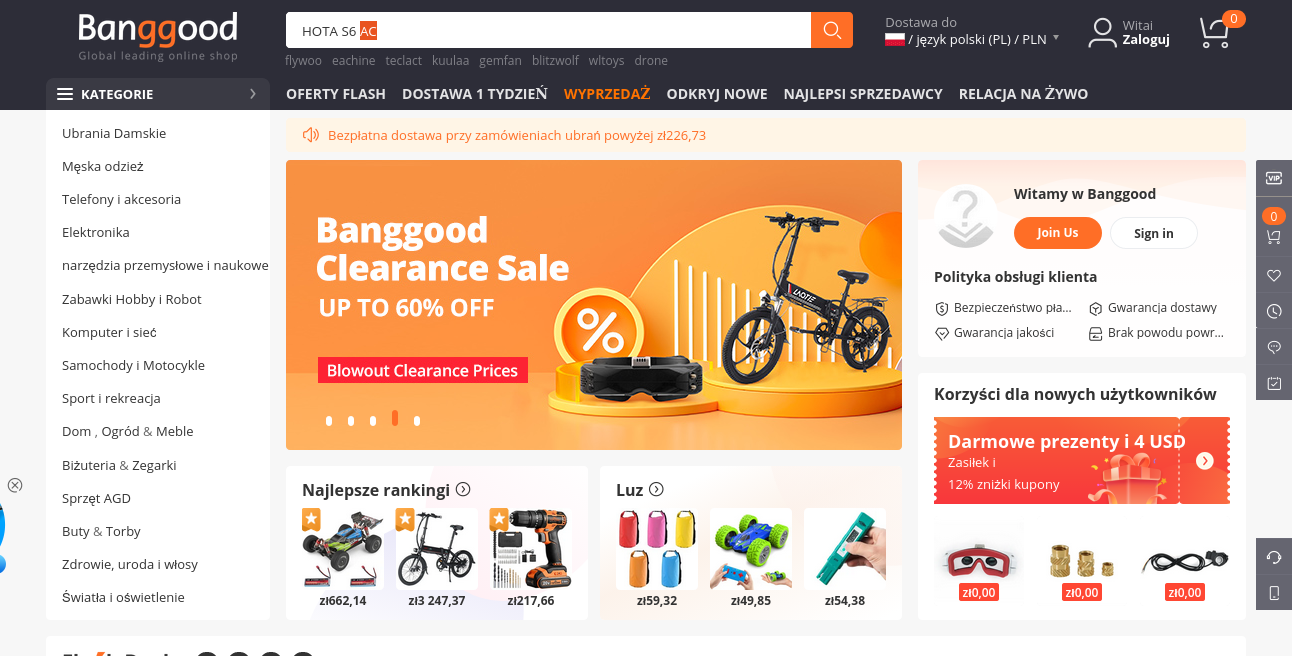 Banggood
Global leading online shop
HOTA S6 AC
flywoo eachine teclact kuulaa gemfan blitzwolf wltoys drone
Dostawa do
/ język polski (PL) / PLN
Witai
Zaloguj
0
KATEGORIE
OFERTY FLASH DOSTAWA 1 TYDZIEŃ WYPRZEDAŻ ODKRYJ NOWE NAJLEPSI SPRZEDAWCY RELACJA NA ŻYWO
Ubrania Damskie
Męska odzież
Telefony i akcesoria
Elektronika
narzędzia przemysłowe i naukowe
Zabawki Hobby i Robot
Komputer i sieć
Samochody i Motocykle
Sport i rekreacja
Dom , Ogród & Meble
Biżuteria & Zegarki
Sprzęt AGD
Buty & Torby
Zdrowie, uroda i włosy
Światła i oświetlenie
Bezpłatna dostawa przy zamówieniach ubrań powyżej zł226,73
Banggood
Clearance Sale
UP TO 60% OFF
Blowout Clearance Prices
%
LAOTIE
Witamy w Banggood
Join Us
Sign in
Polityka obsługi klienta
Bezpieczeństwo pła...
Gwarancja dostawy
Gwarancja jakości
Brak powodu powr...
VIP
0
Korzyści dla nowych użytkowników
Darmowe prezenty i 4 USD
Zasiłek i
12% zniżki kupony
zł0,00
zł0,00
zł0,00
Najlepsze rankingi
zł662,14
zł3 247,37
zł217,66
Luz
zł59,32
zł49,85
zł54,38